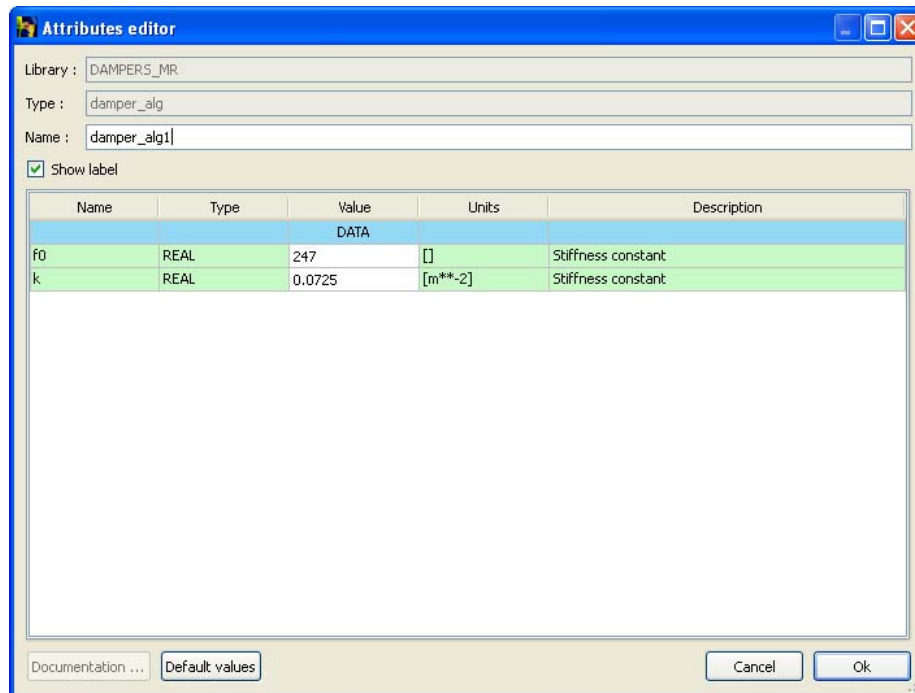 Attributes editor
Library : DAMPERS_MR
Type : damper_alg
Name : damper_alg1
Show label
Name Type Value Units Description
DATA
f0 REAL 247 [] Stiffness constant
k REAL 0.0725 [m**-2] Stiffness constant
Documentation ... Default values Cancel Ok